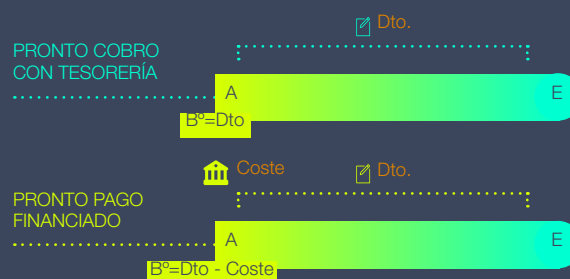 Dto.
PRONTO COBRO
CON TESORERÍA
A
E
Bº=Dto
Coste
Dto.
PRONTO PAGO
FINANCIADO
A
E
Bº=Dto - Coste